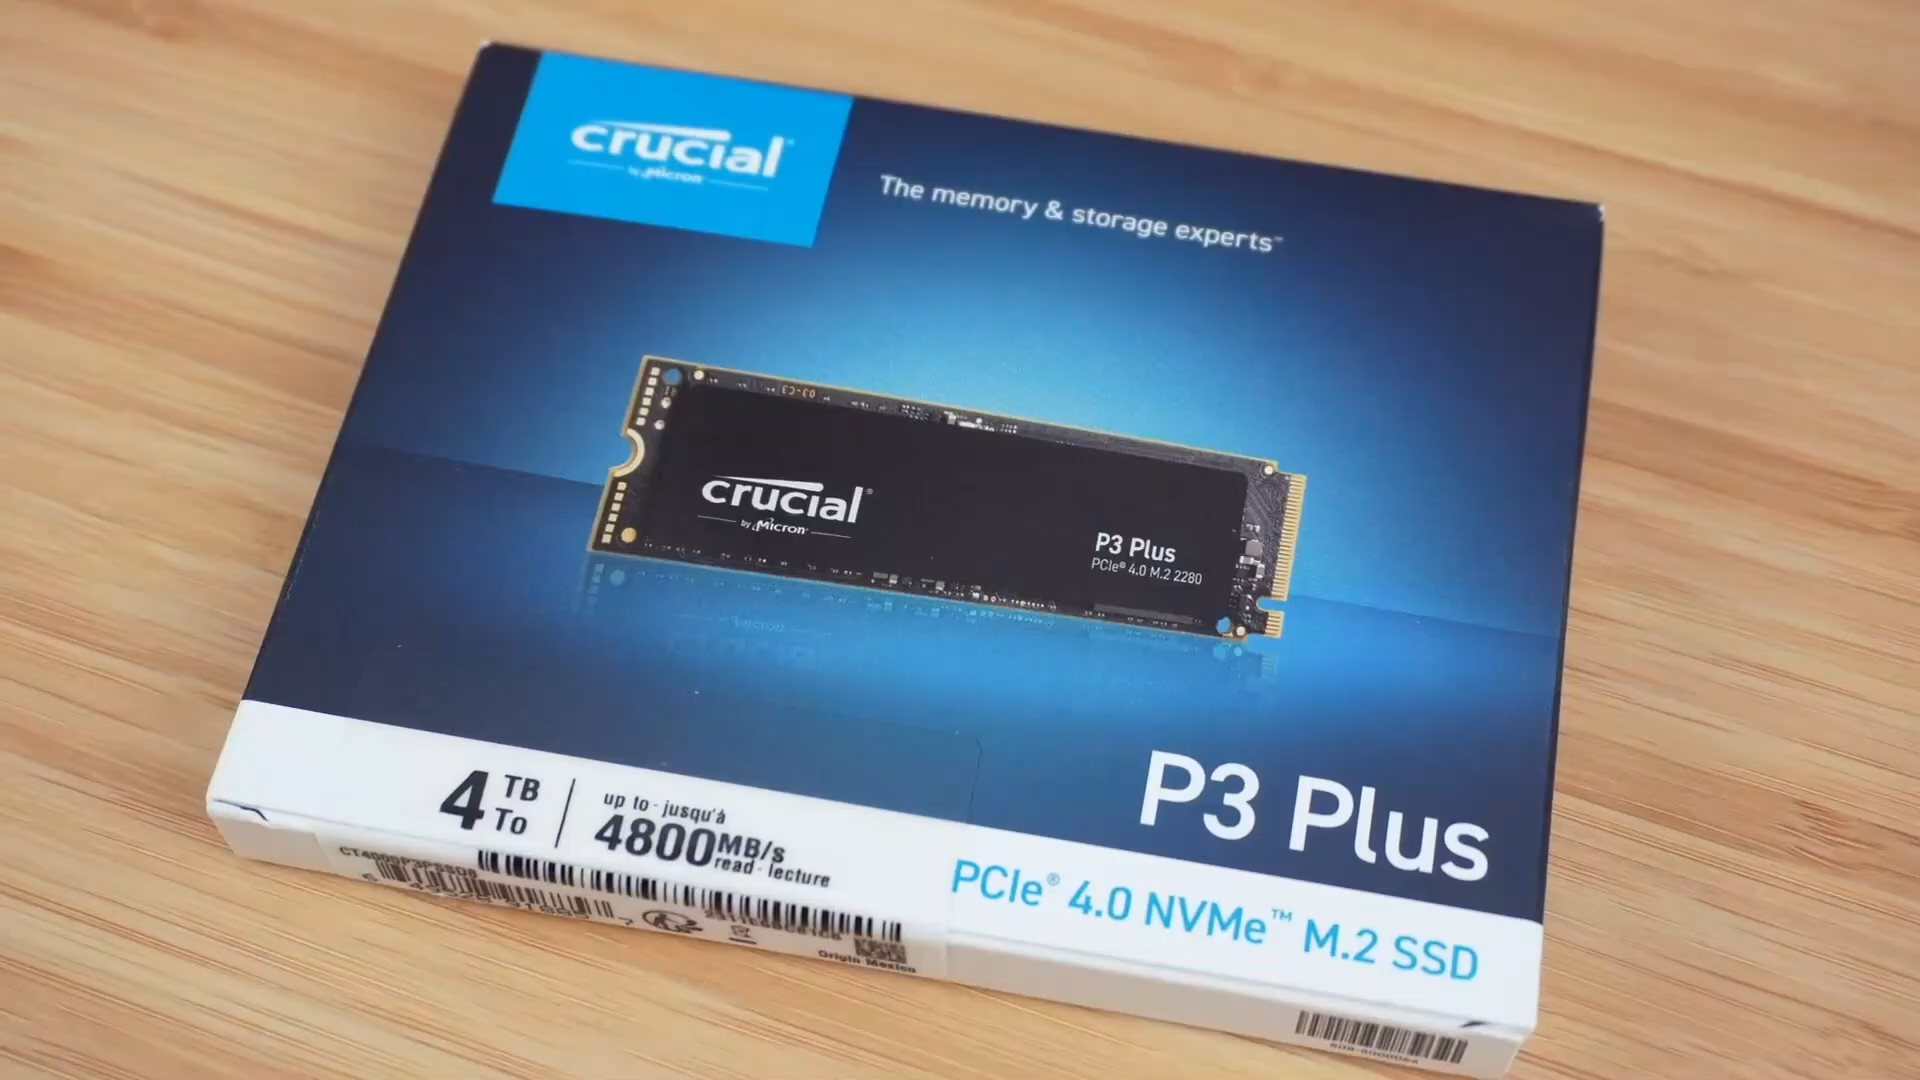 crucial®
by Micron®
The memory & storage experts™
crucial®
by Micron®
P3 Plus
PCIe® 4.0 M.2 2280
P3 Plus
4 TB
To
up to · jusqu'à
4800MB/s
read · lecture
PCIe® 4.0 NVMe™ M.2 SSD
CT4000P3PSSD8
Origin Mexico